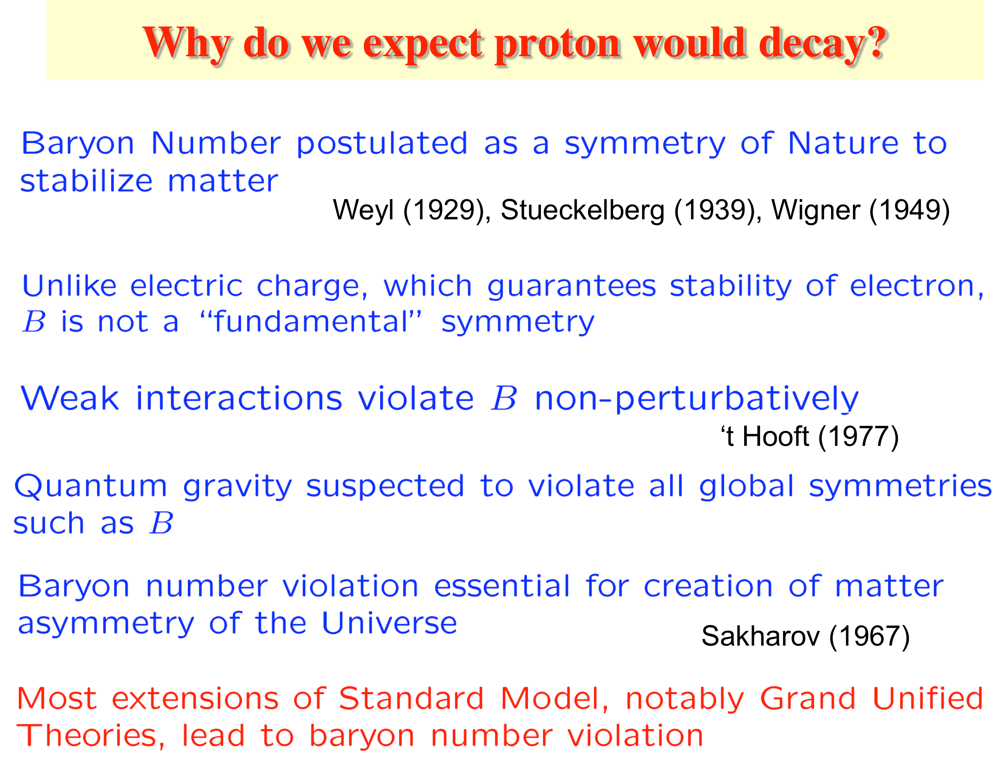 Why do we expect proton would decay?
Baryon Number postulated as a symmetry of Nature to
stabilize matter
Weyl (1929), Stueckelberg (1939), Wigner (1949)
Unlike electric charge, which guarantees stability of electron,
B is not a “fundamental” symmetry
Weak interactions violate B non-perturbatively
‘t Hooft (1977)
Quantum gravity suspected to violate all global symmetries
such as B
Baryon number violation essential for creation of matter
asymmetry of the Universe
Sakharov (1967)
Most extensions of Standard Model, notably Grand Unified
Theories, lead to baryon number violation